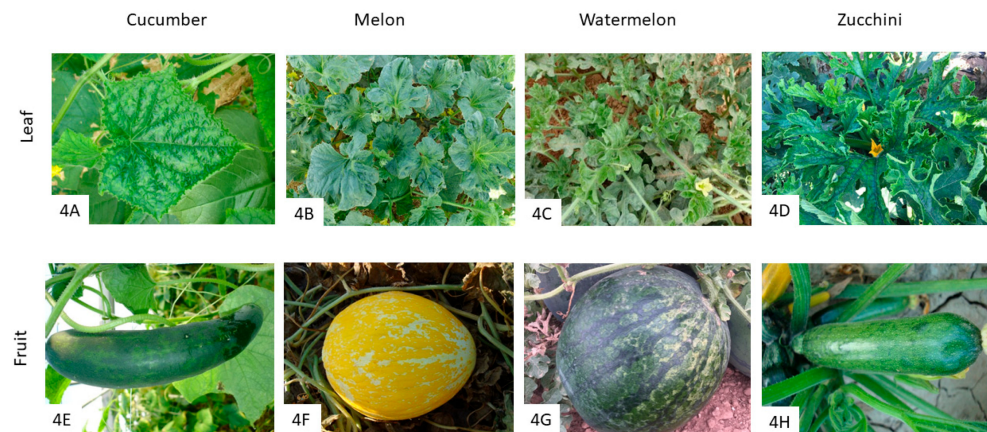 Cucumber Melon Watermelon Zucchini
Leaf
4A 4B 4C 4D
Fruit
4E 4F 4G 4H